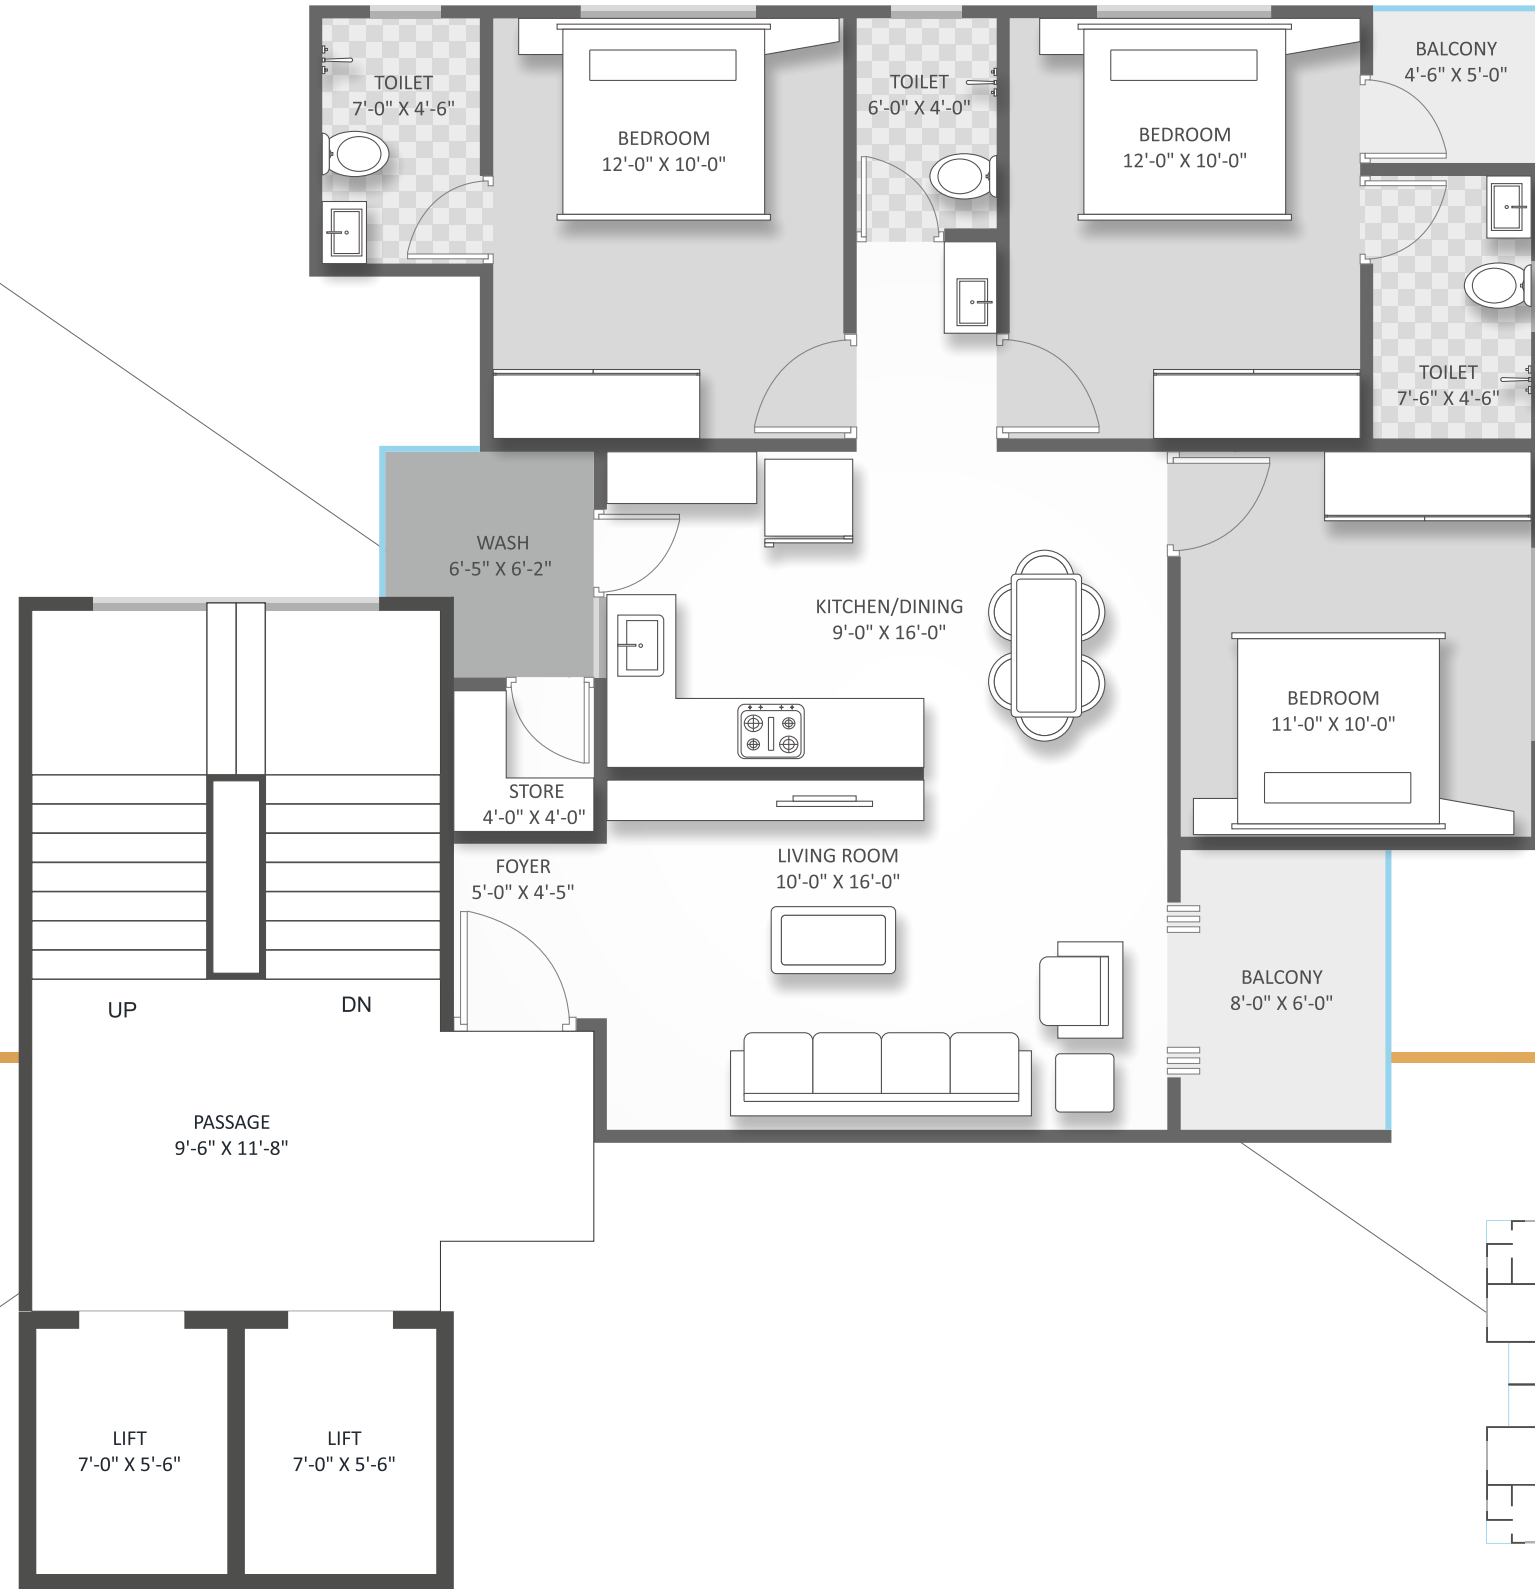 TOILET
7'-0" X 4'-6"
BEDROOM
12'-0" X 10'-0"
TOILET
6'-0" X 4'-0"
BEDROOM
12'-0" X 10'-0"
BALCONY
4'-6" X 5'-0"
TOILET
7'-6" X 4'-6"
WASH
6'-5" X 6'-2"
KITCHEN/DINING
9'-0" X 16'-0"
BEDROOM
11'-0" X 10'-0"
STORE
4'-0" X 4'-0"
FOYER
5'-0" X 4'-5"
LIVING ROOM
10'-0" X 16'-0"
BALCONY
8'-0" X 6'-0"
UP
DN
PASSAGE
9'-6" X 11'-8"
LIFT
7'-0" X 5'-6"
LIFT
7'-0" X 5'-6"